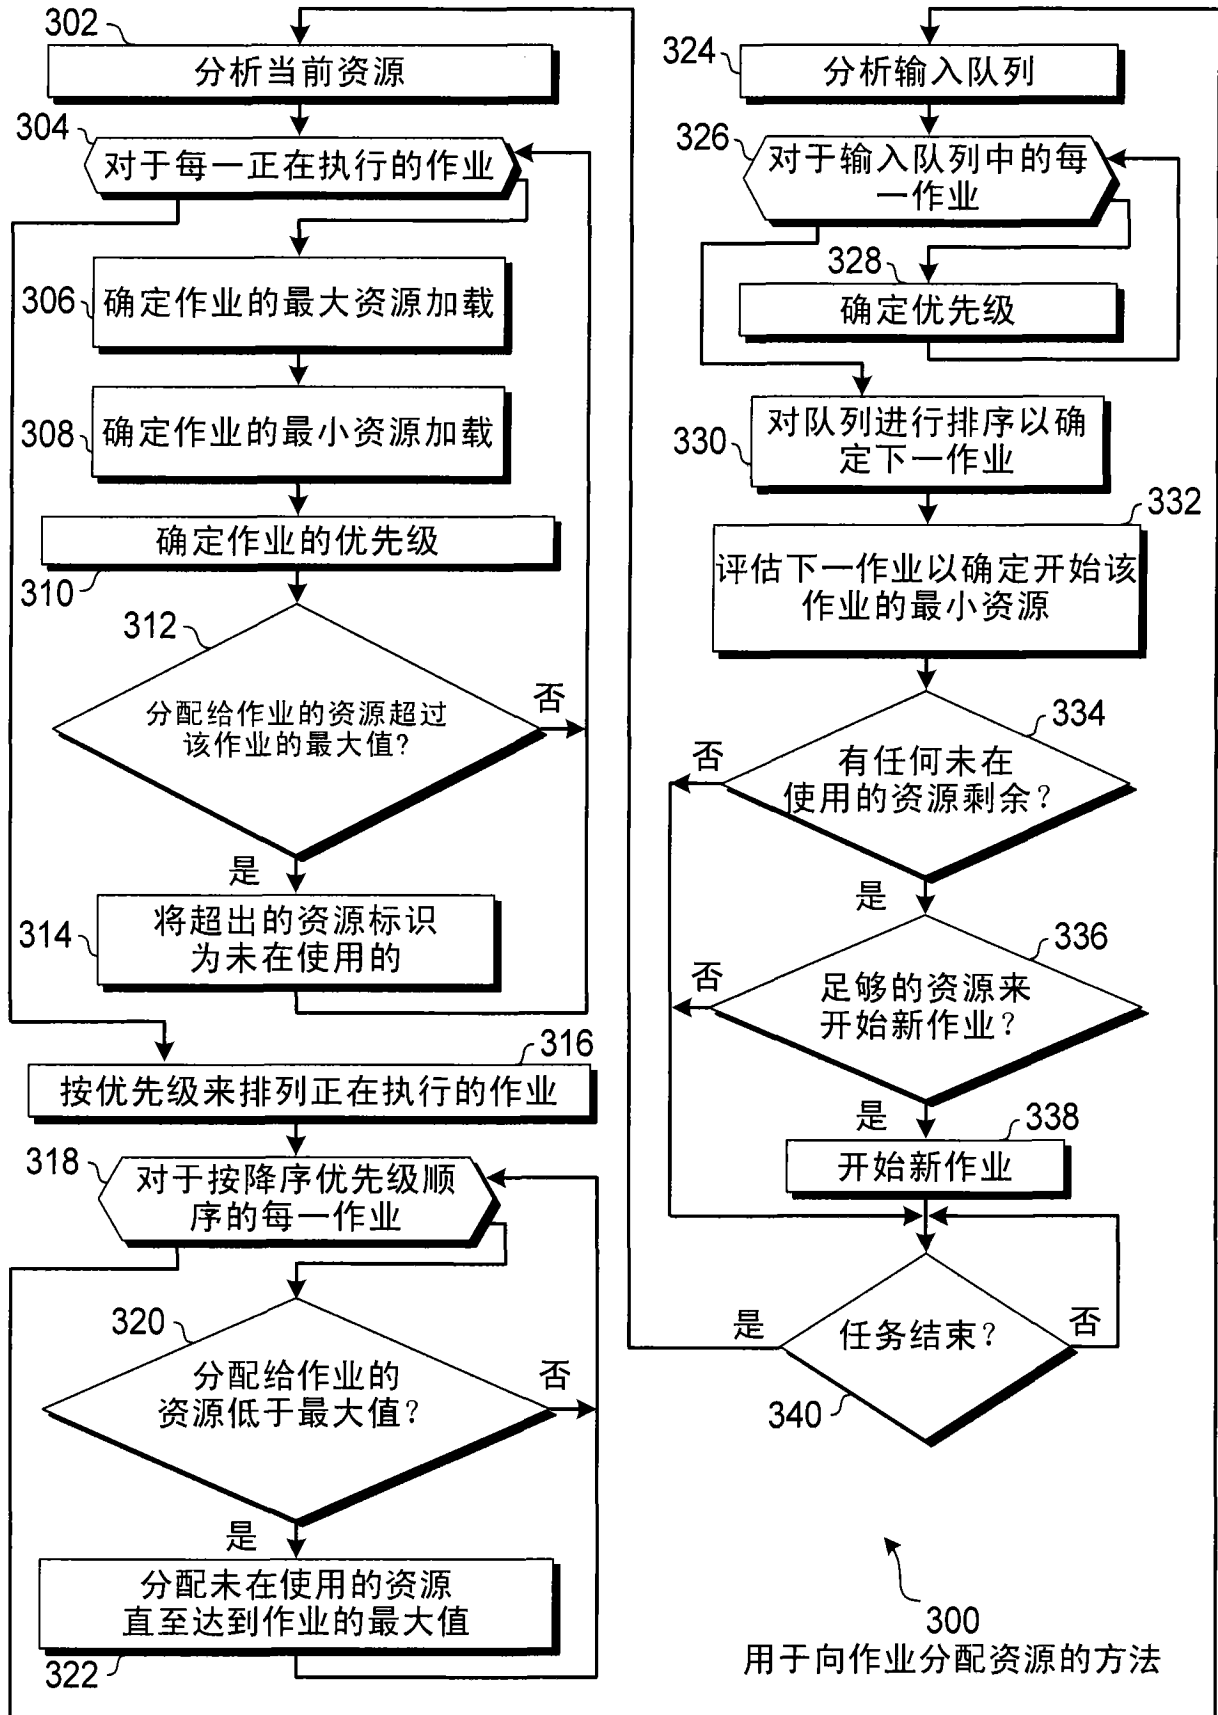 302
分析当前资源
304
对于每一正在执行的作业
306
确定作业的最大资源加载
308
确定作业的最小资源加载
确定作业的优先级
310
312
分配给作业的资源超过
该作业的最大值?
否
是
314
将超出的资源标识
为未在使用的
316
按优先级来排列正在执行的作业
318
对于按降序优先级顺
序的每一作业
320
分配给作业的
资源低于最大值?
否
是
分配未在使用的资源
直至达到作业的最大值
322
324
分析输入队列
326
对于输入队列中的每
一作业
328
确定优先级
330
对队列进行排序以确
定下一作业
332
评估下一作业以确定开始该
作业的最小资源
334
否
有任何未在
使用的资源剩余?
是
336
否
足够的资源来
开始新作业?
是
338
开始新作业
是
任务结束?
否
340
300
用于向作业分配资源的方法